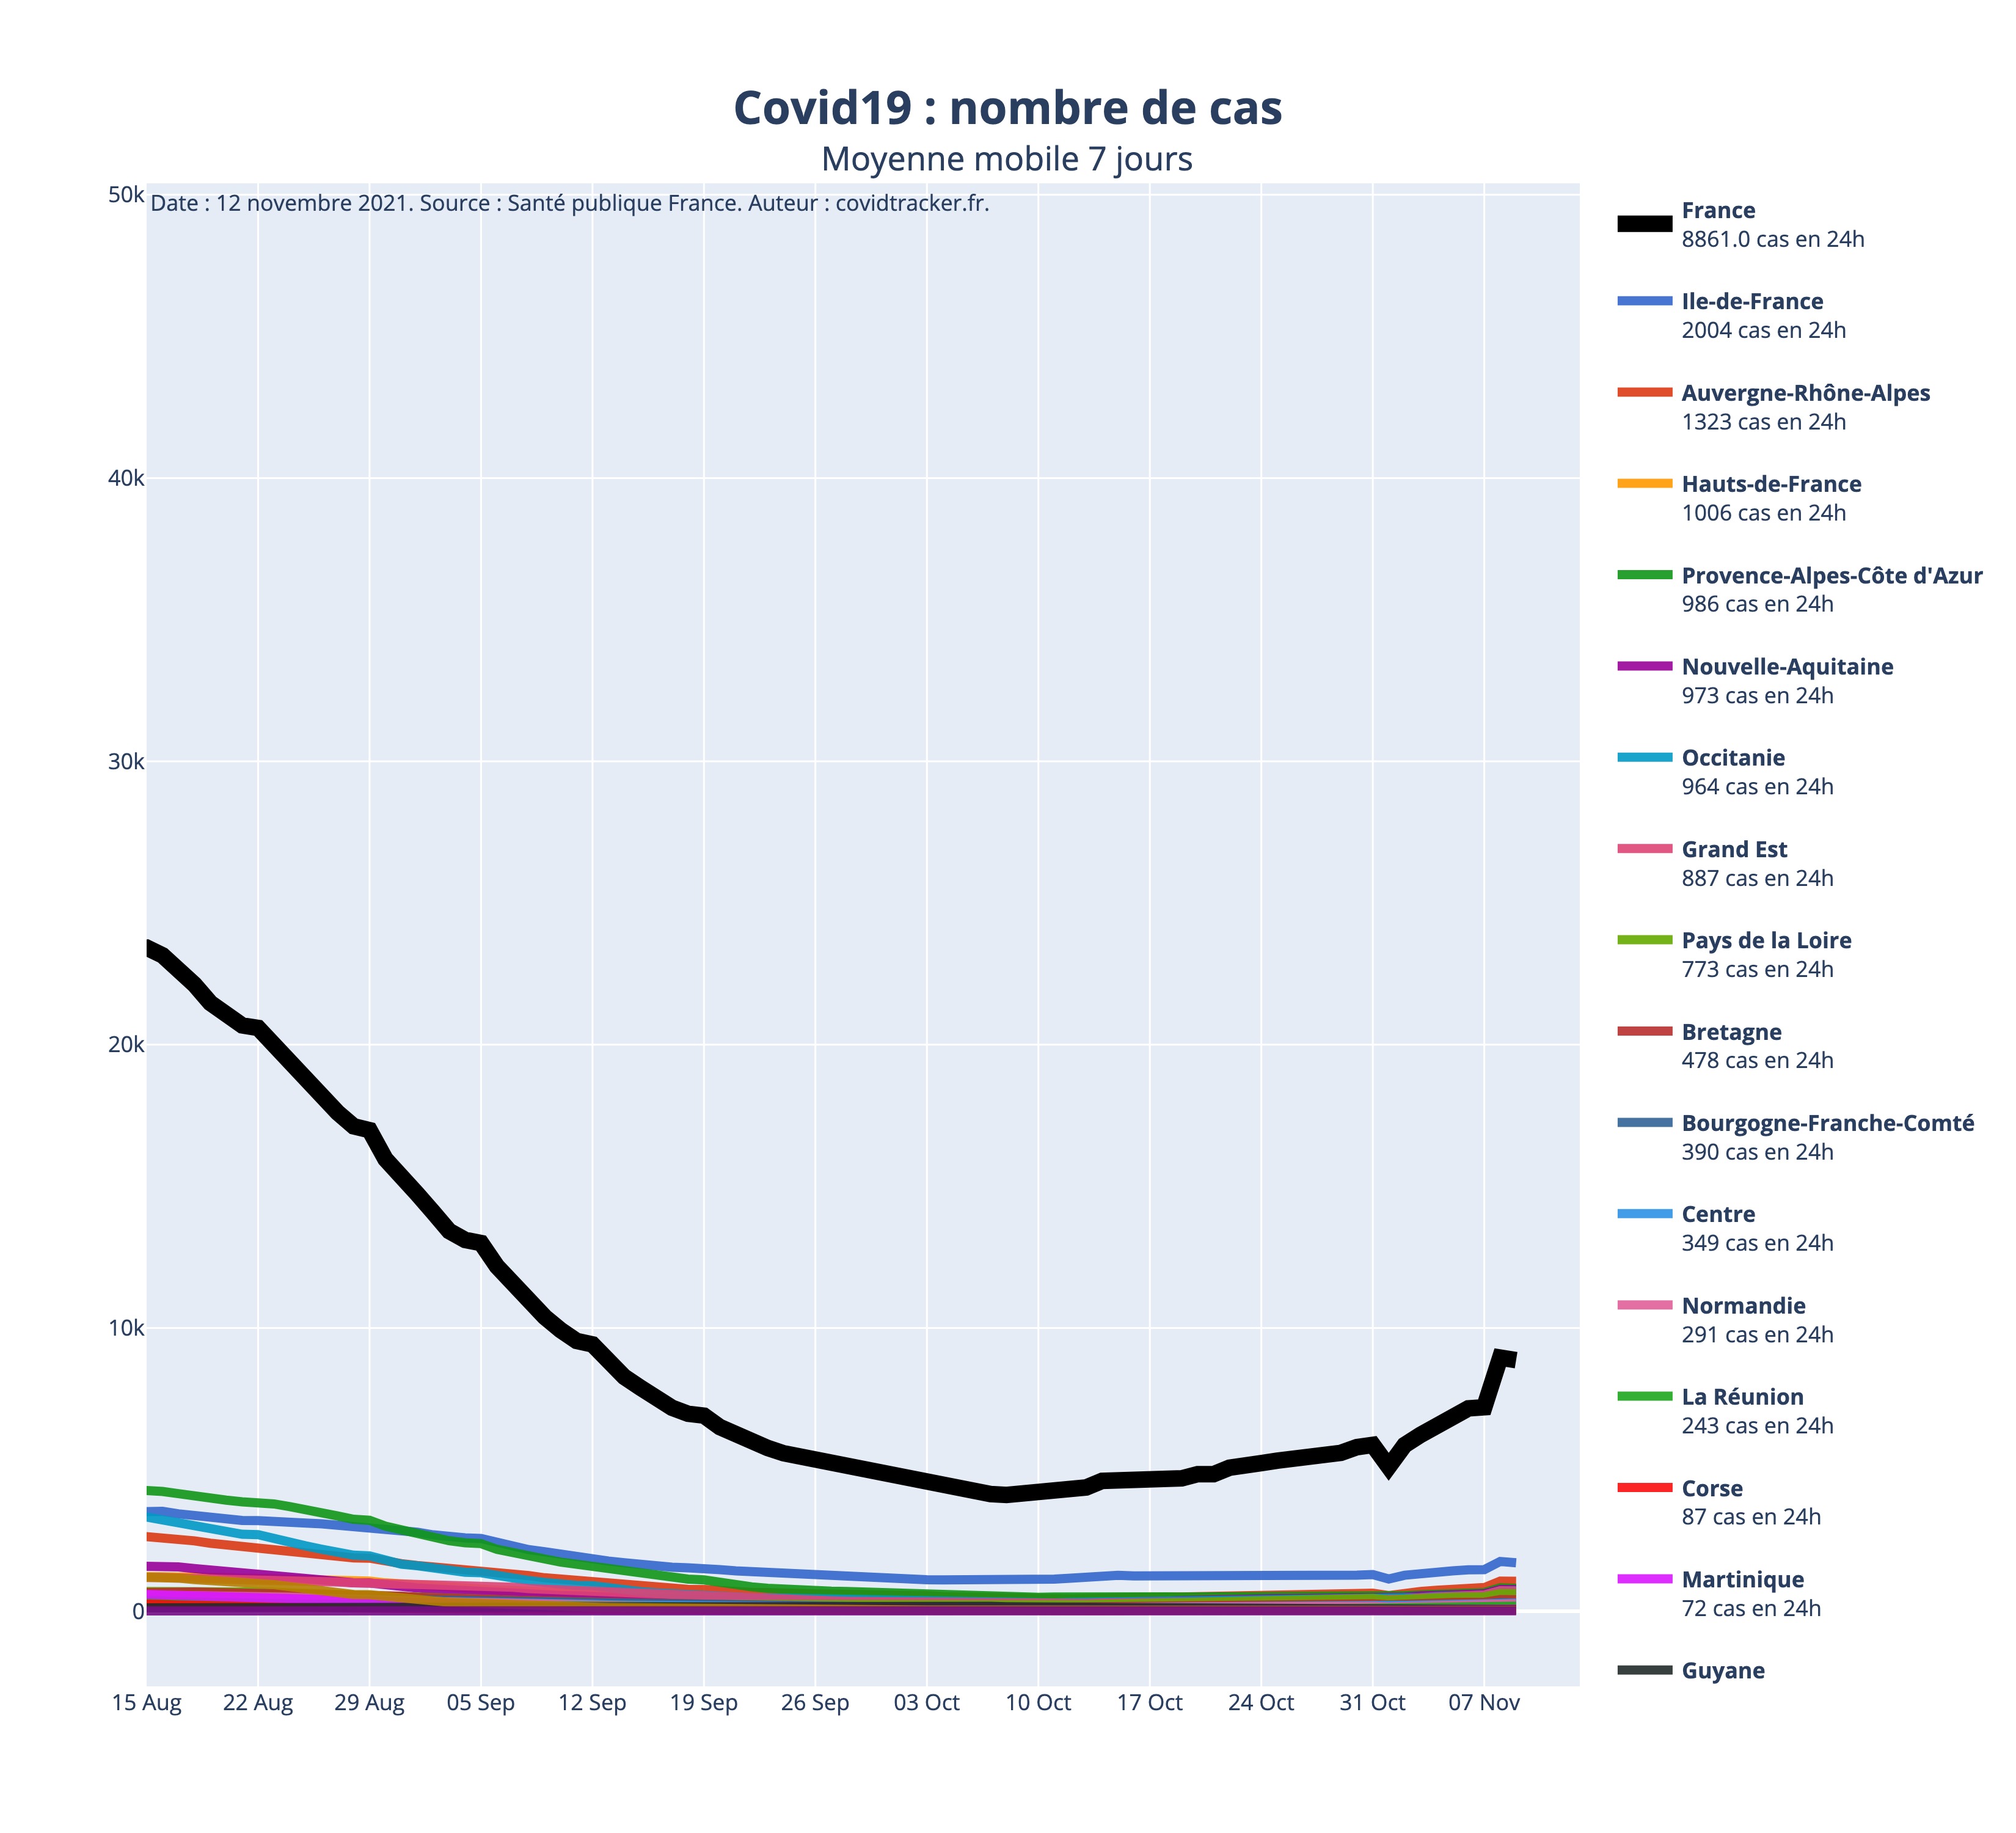 Covid19 : nombre de cas
Moyenne mobile 7 jours
Date : 12 novembre 2021. Source : Santé publique France. Auteur : covidtracker.fr.
50k
40k
30k
20k
10k
0
15 Aug
22 Aug
29 Aug
05 Sep
12 Sep
19 Sep
26 Sep
03 Oct
10 Oct
17 Oct
24 Oct
31 Oct
07 Nov
France
8861.0 cas en 24h
Ile-de-France
2004 cas en 24h
Auvergne-Rhône-Alpes
1323 cas en 24h
Hauts-de-France
1006 cas en 24h
Provence-Alpes-Côte d'Azur
986 cas en 24h
Nouvelle-Aquitaine
973 cas en 24h
Occitanie
964 cas en 24h
Grand Est
887 cas en 24h
Pays de la Loire
773 cas en 24h
Bretagne
478 cas en 24h
Bourgogne-Franche-Comté
390 cas en 24h
Centre
349 cas en 24h
Normandie
291 cas en 24h
La Réunion
243 cas en 24h
Corse
87 cas en 24h
Martinique
72 cas en 24h
Guyane